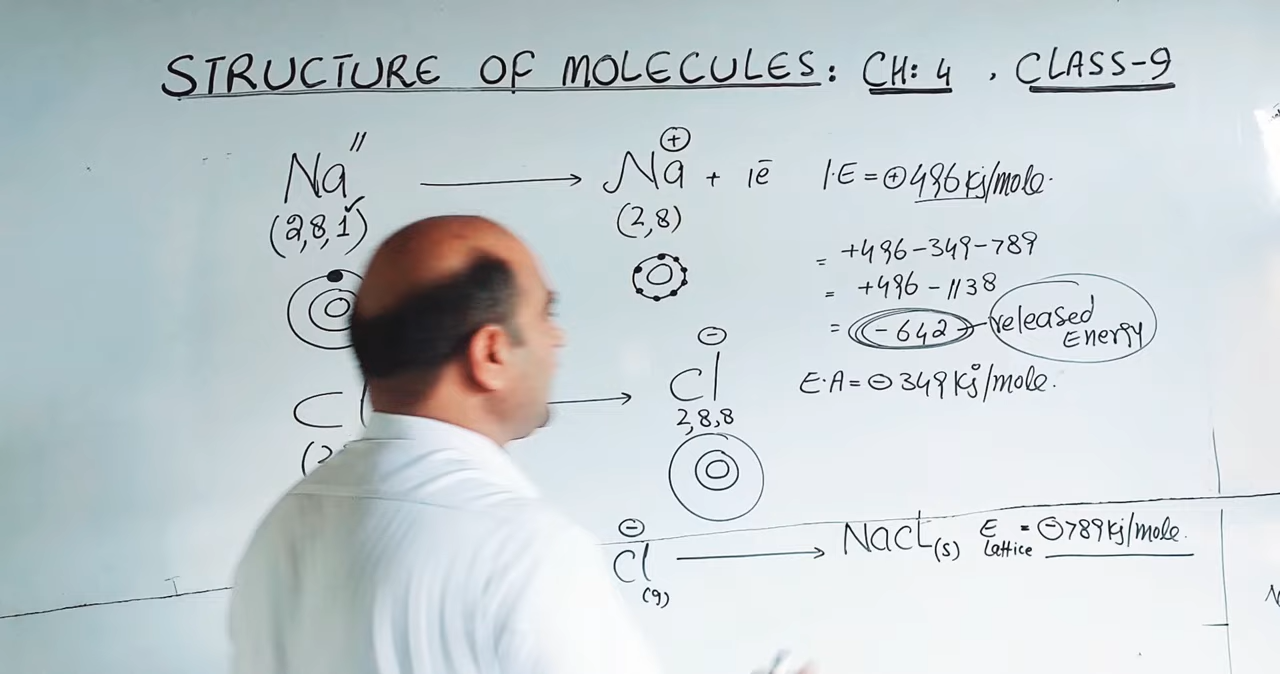 STRUCTURE OF MOLECULES: CH: 4 , CLASS-9
Na → Na⊕ + 1ē I.E = ⊕496 kj/mole.
(2,8,1) (2,8)
= +496-349-789
= +496 - 1138
= -642 released Energy
Cl → Cl⊖ E.A = ⊖349 Kj/mole.
2,8,8
Cl⊖(g) → Nacl(s) E lattice = ⊖789 kj/mole.